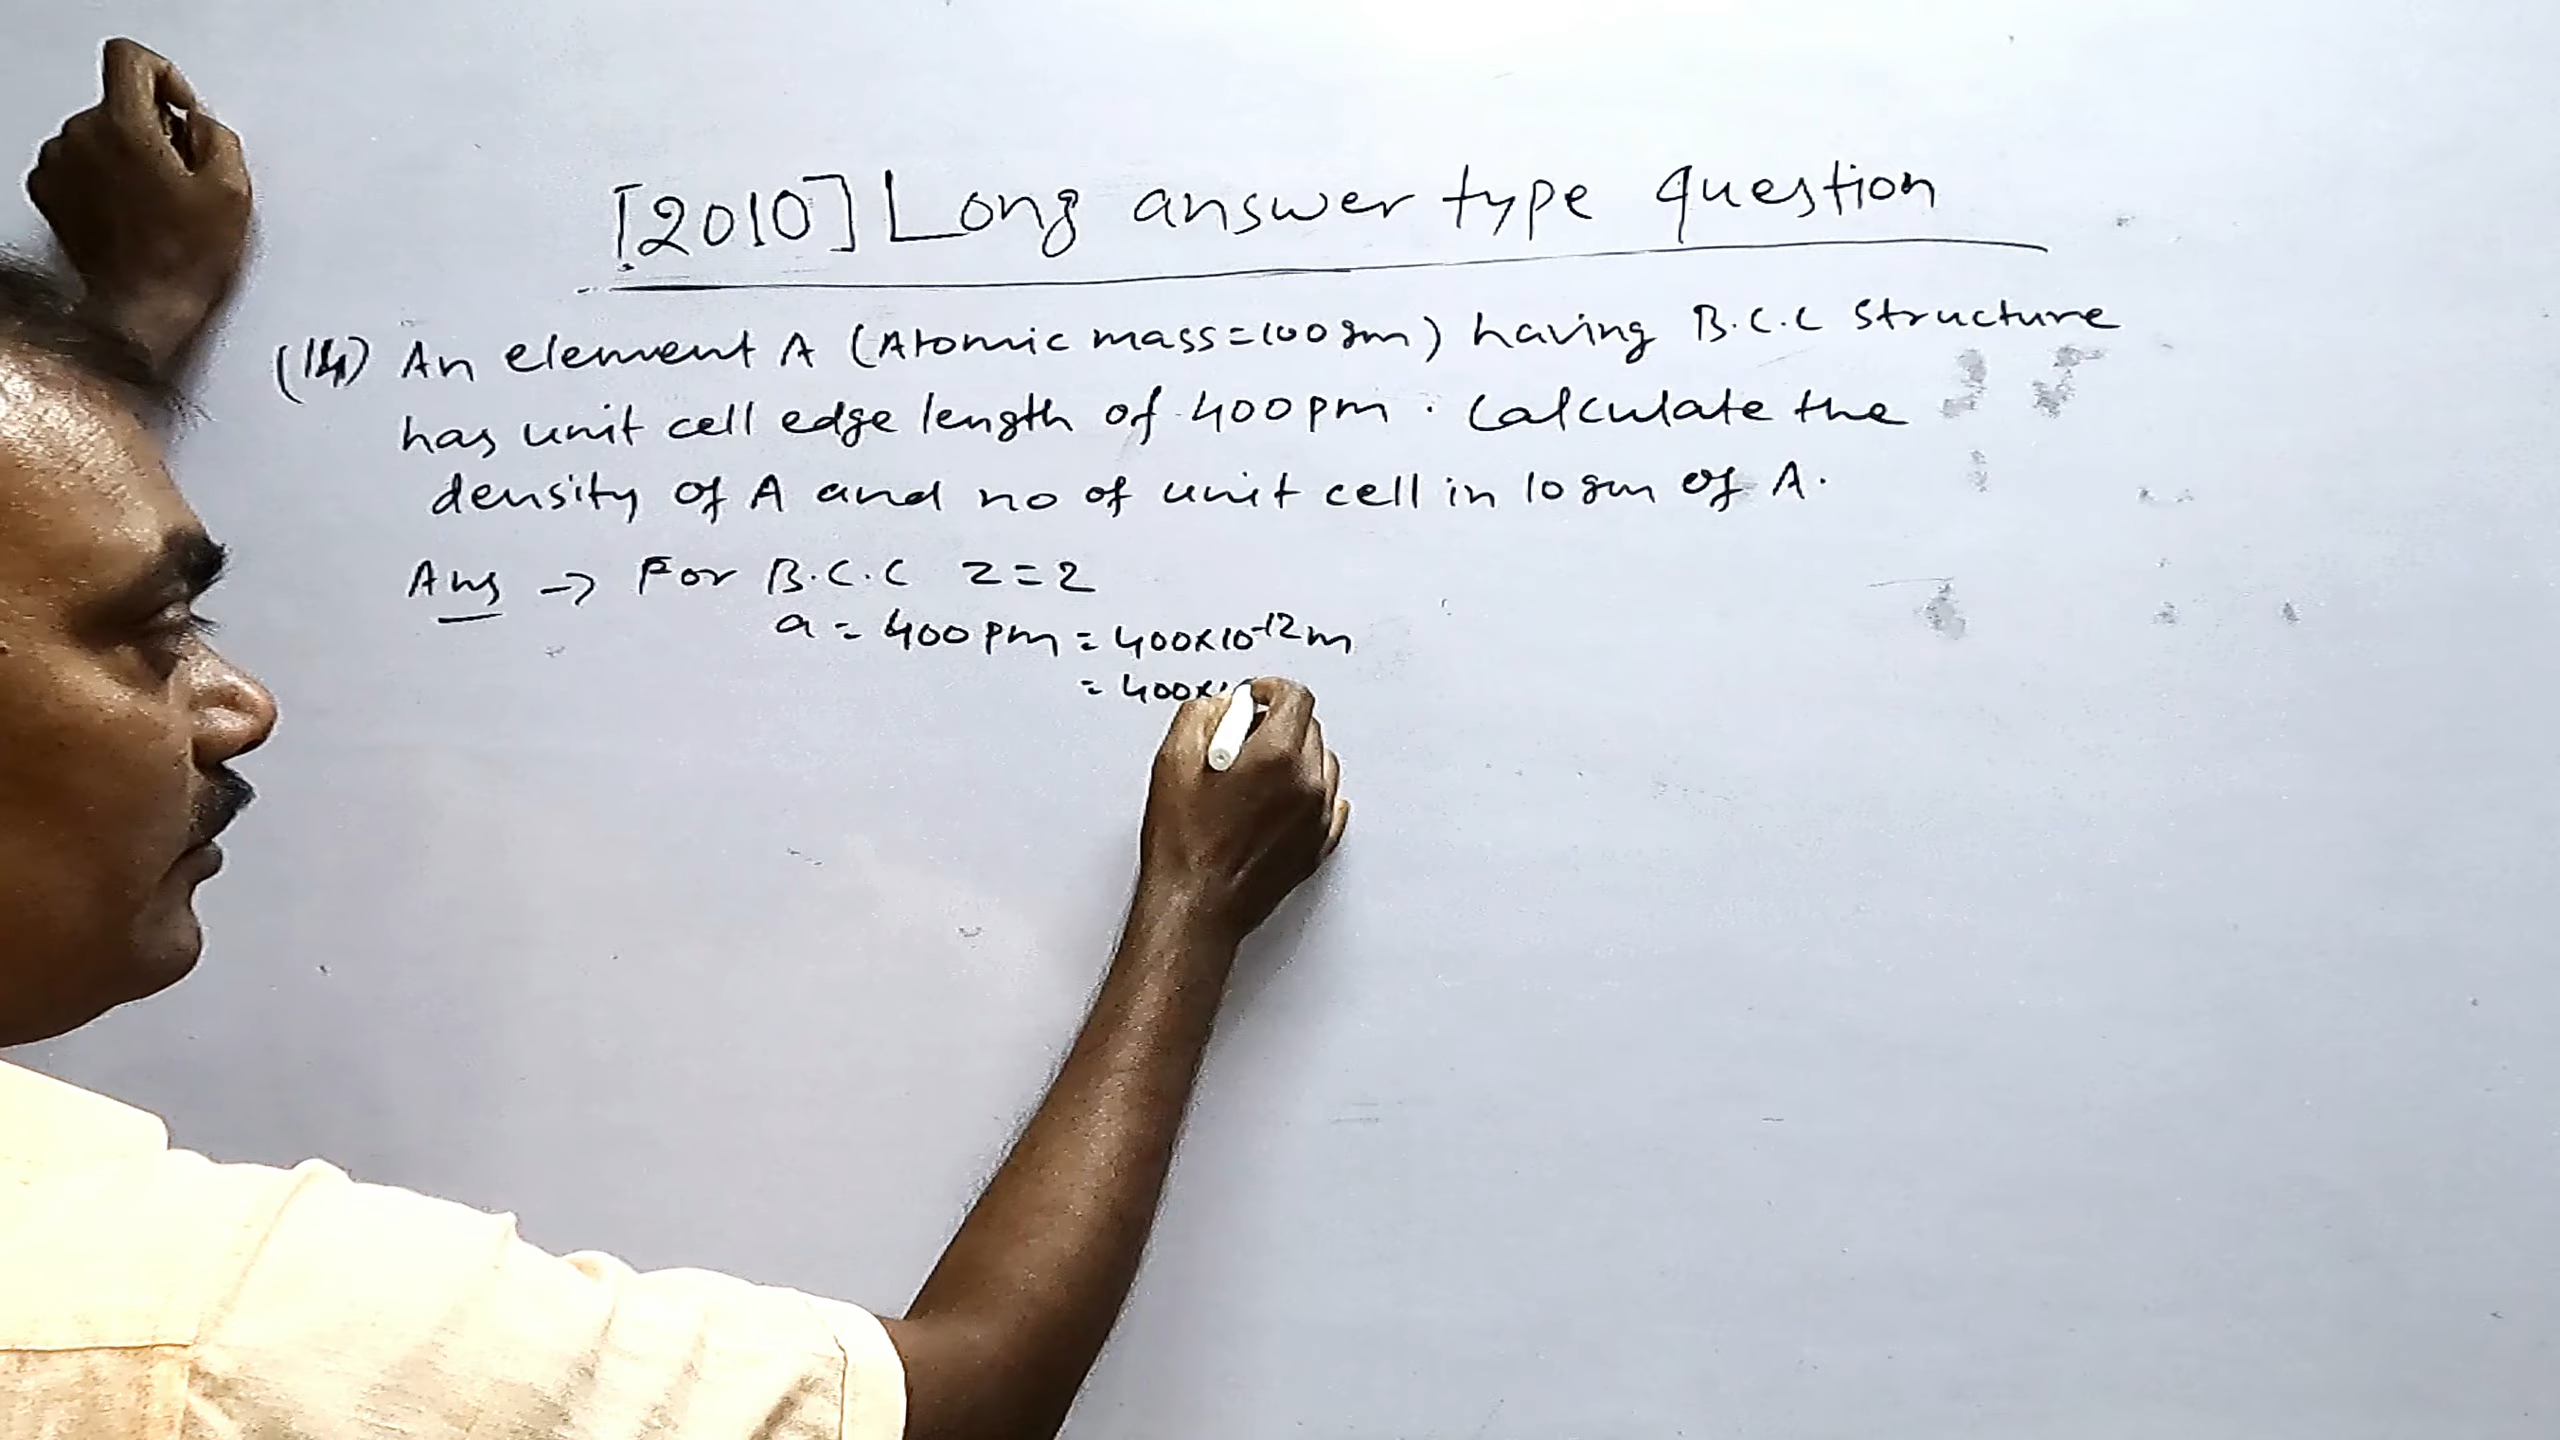 [2010] Long answer type question
(14) An element A (Atomic mass=100gm) having B.C.C structure
has unit cell edge length of 400pm. Calculate the
density of A and no of unit cell in 10gm of A.
Ans → For B.C.C z=2
a = 400pm = 400×10⁻¹²m
= 400×